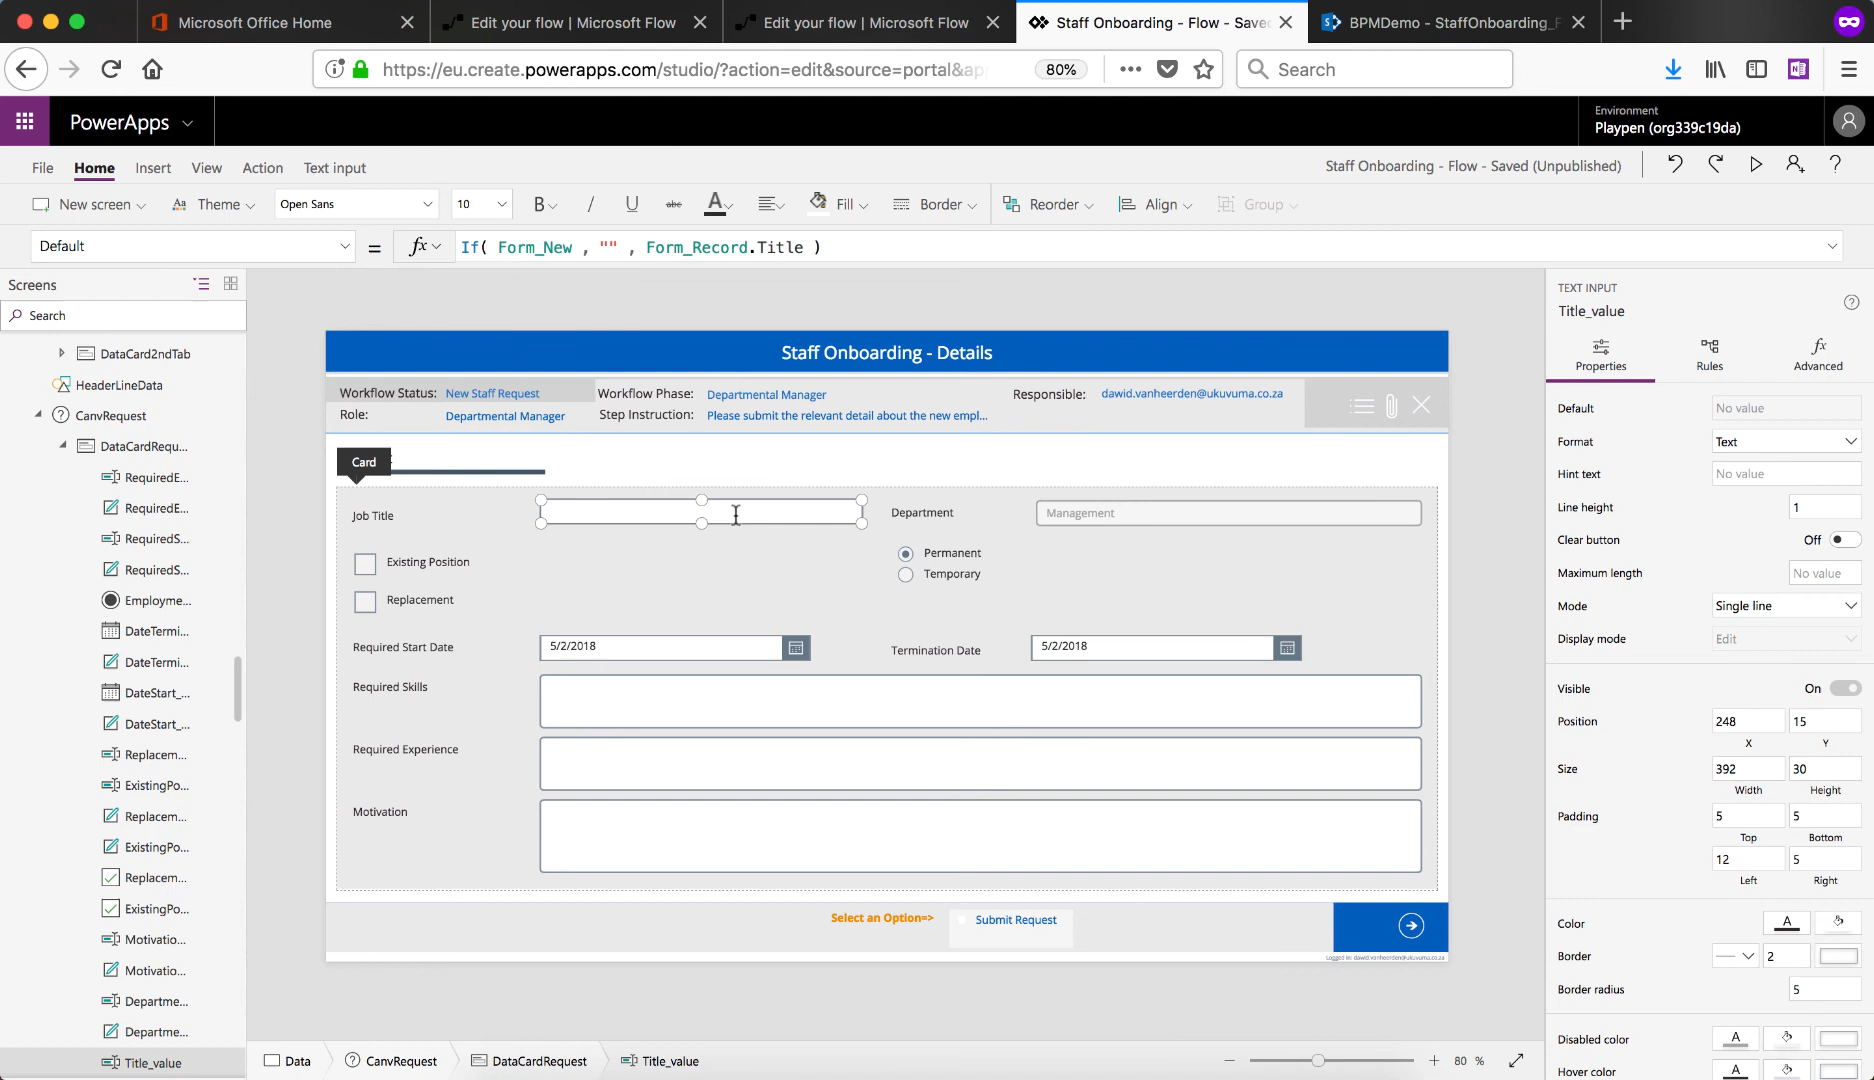 Microsoft Office Home
Edit your flow | Microsoft Flow
Edit your flow | Microsoft Flow
Staff Onboarding - Flow - Save
BPMDemo - StaffOnboarding_F
https://eu.create.powerapps.com/studio/?action=edit&source=portal&ap
80%
Search
PowerApps
Environment
Playpen (org339c19da)
File
Home
Insert
View
Action
Text input
Staff Onboarding - Flow - Saved (Unpublished)
New screen
Theme
Open Sans
10
B
/
U
abc
A
Fill
Border
Reorder
Align
Group
Default
=
fx
If( Form_New , "" , Form_Record.Title )
Screens
Search
DataCard2ndTab
HeaderLineData
CanvRequest
DataCardRequ...
RequiredE...
RequiredE...
RequiredS...
RequiredS...
Employme...
DateTermi...
DateTermi...
DateStart_...
DateStart_...
Replacem...
ExistingPo...
Replacem...
ExistingPo...
Replacem...
ExistingPo...
Motivatio...
Motivatio...
Departme...
Departme...
Title_value
Staff Onboarding - Details
Workflow Status:
New Staff Request
Workflow Phase:
Departmental Manager
Responsible:
dawid.vanheerden@ukuvuma.co.za
Role:
Departmental Manager
Step Instruction:
Please submit the relevant detail about the new empl...
Card
Job Title
Department
Management
Existing Position
Permanent
Temporary
Replacement
Required Start Date
5/2/2018
Termination Date
5/2/2018
Required Skills
Required Experience
Motivation
Select an Option=>
Submit Request
Logged in: dawid.vanheerden@ukuvuma.co.za
Data
CanvRequest
DataCardRequest
Title_value
80 %
TEXT INPUT
Title_value
Properties
Rules
fx
Advanced
Default
No value
Format
Text
Hint text
No value
Line height
1
Clear button
Off
Maximum length
No value
Mode
Single line
Display mode
Edit
Visible
On
Position
248
15
X
Y
Size
392
30
Width
Height
Padding
5
5
Top
Bottom
12
5
Left
Right
Color
A
Border
2
Border radius
5
Disabled color
A
Hover color
A